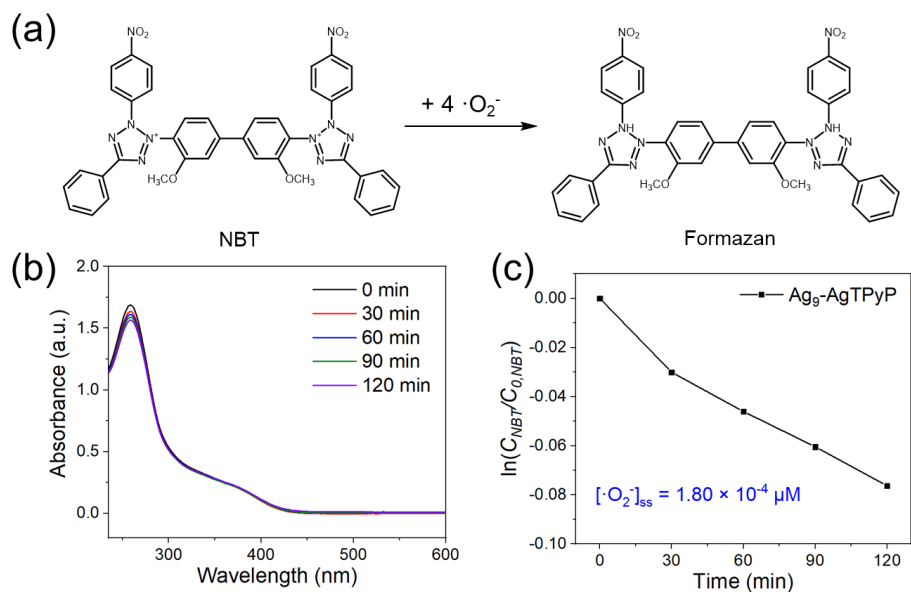 (a)
NO2
NO2
NO2
NO2
+ 4 ·O2-
N
N
N
N+
N
N+
N
N
H3CO
OCH3
NBT
N
NH
N
N
NH
N
N
N
H3CO
OCH3
Formazan
(b)
2.0
1.5
1.0
0.5
0.0
Absorbance (a.u.)
0 min
30 min
60 min
90 min
120 min
300
400
500
600
Wavelength (nm)
(c)
0.00
-0.02
-0.04
-0.06
-0.08
-0.10
ln(CNBT/C0,NBT)
Ag9-AgTPyP
[·O2-]ss = 1.80 × 10-4 μM
0
30
60
90
120
Time (min)